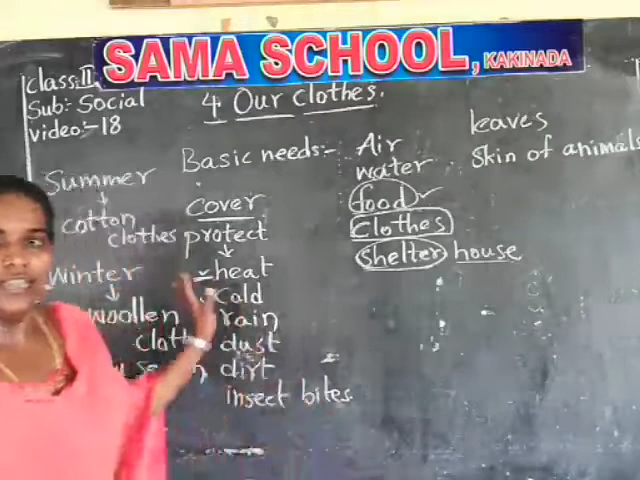 SAMA SCHOOL, KAKINADA
class: II
Sub: Social
video:-18
4 Our clothes.
Summer
cotton
clothes
winter
woollen
Basic needs:-
cover
protect
heat
cold
rain
dust
dirt
insect bites.
Air
water
food
clothes
shelter house
leaves
Skin of animals